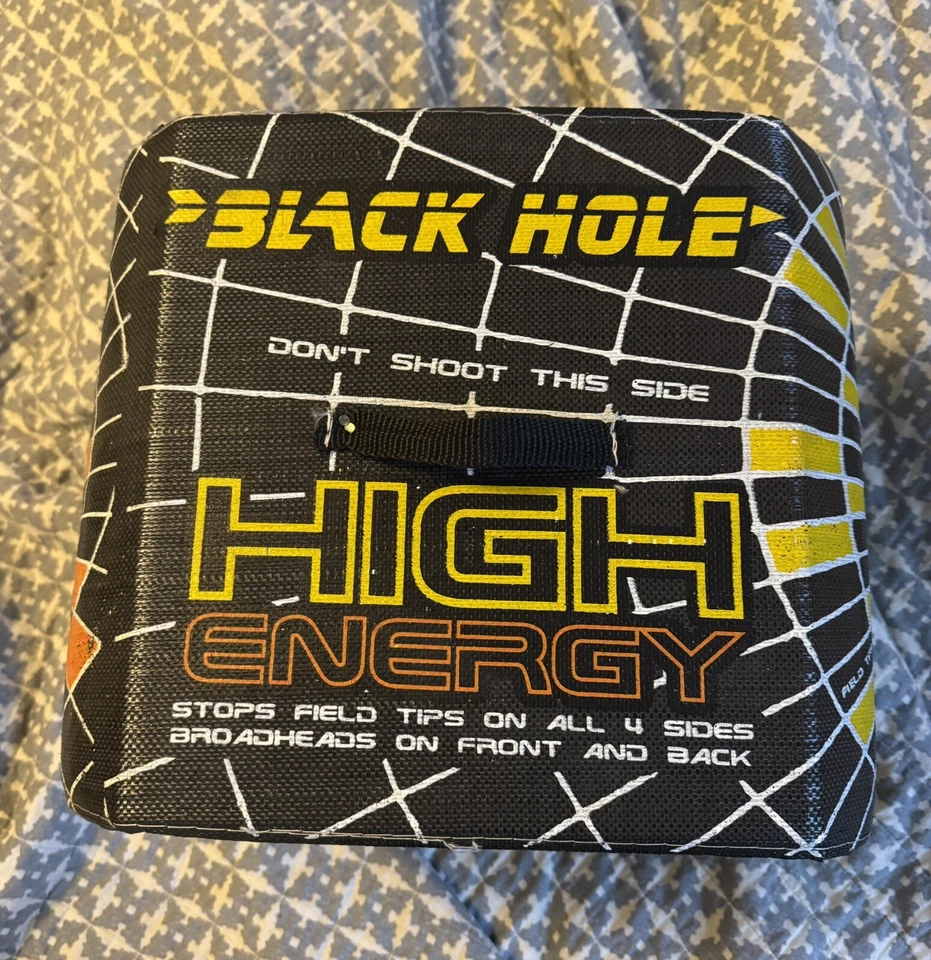 BLACK HOLE
DON'T SHOOT THIS SIDE
HIGH
ENERGY
STOPS FIELD TIPS ON ALL 4 SIDES
BROADHEADS ON FRONT AND BACK
FIELD